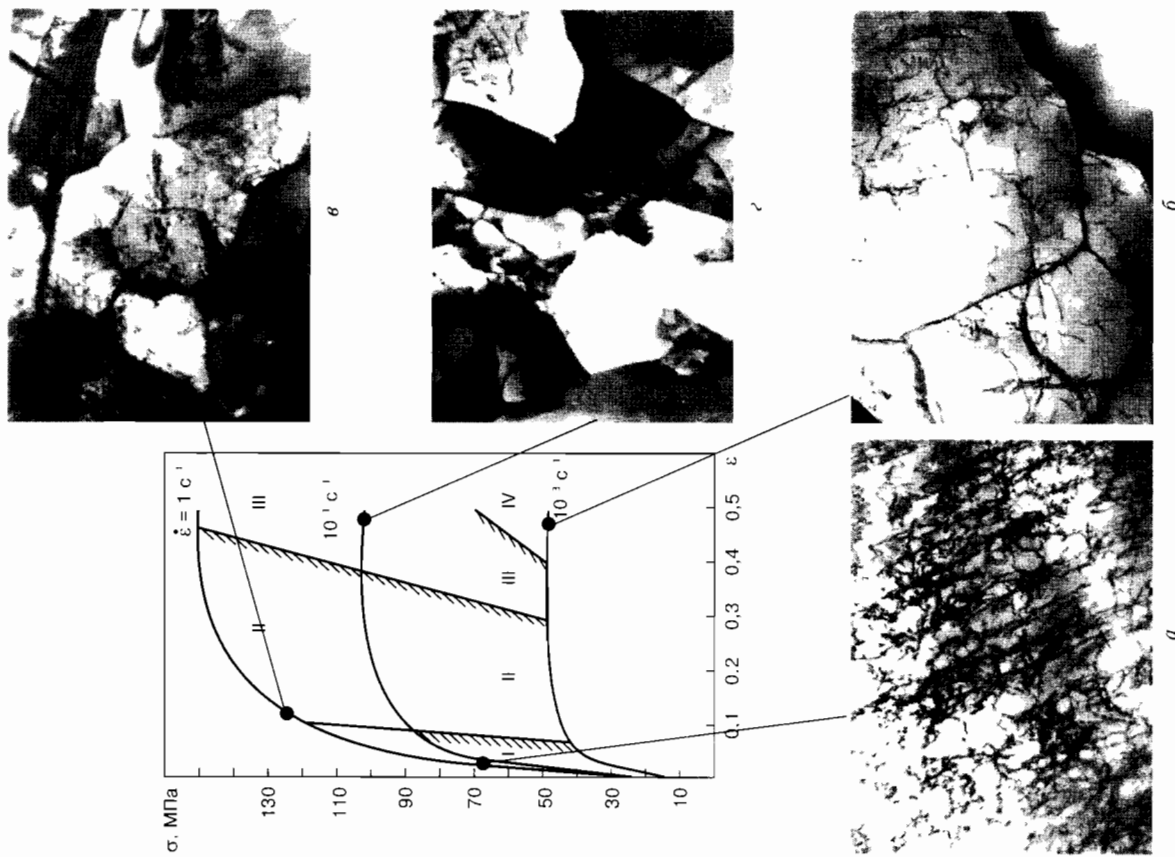 σ, МПа
130
110
90
70
50
30
10
0,1
0,2
0,3
0,4
0,5
ε
ε̇ = 1 с⁻¹
10⁻¹ с⁻¹
10⁻³ с⁻¹
I
II
II
III
III
IV
а
б
в
г